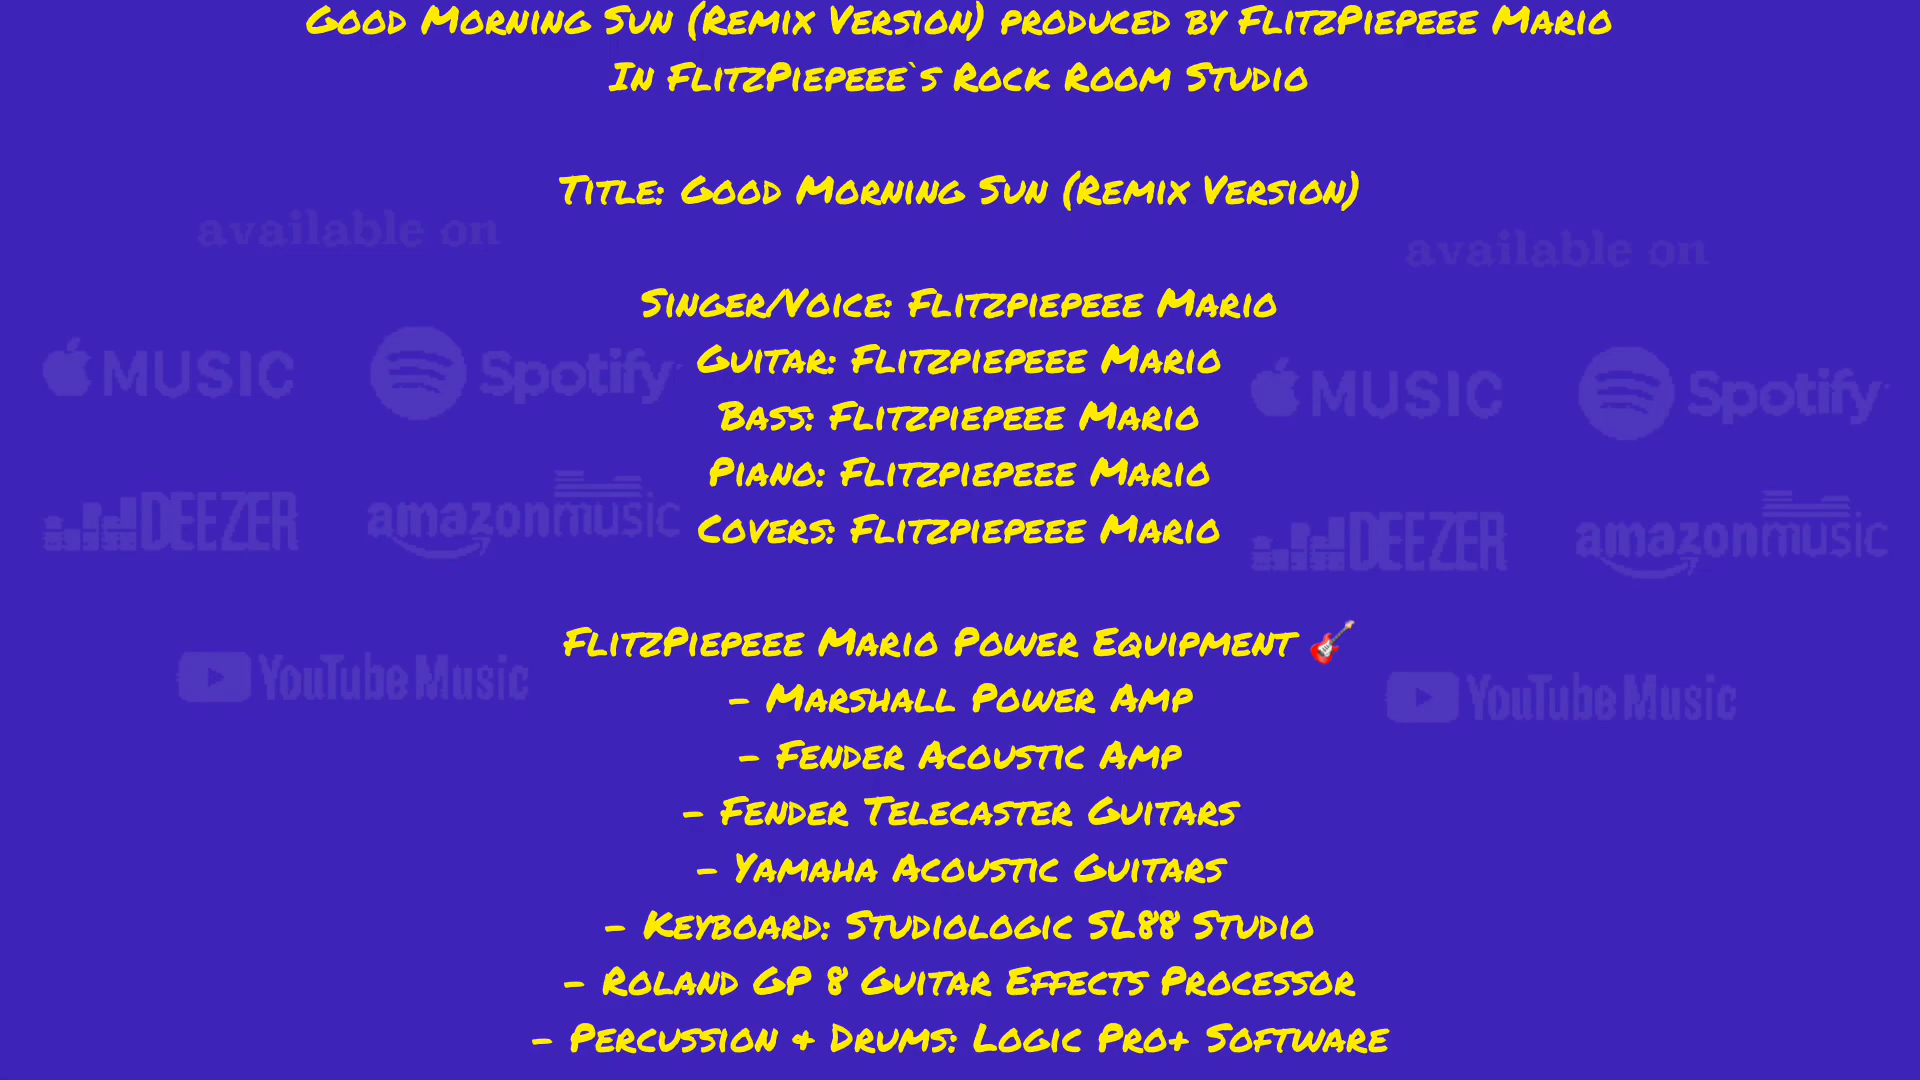 Good Morning Sun (Remix Version) produced by FlitzPiepeee Mario
In FlitzPiepeee`s Rock Room Studio
Title: Good Morning Sun (Remix Version)
available on
available on
Singer/Voice: Flitzpiepeee Mario
Guitar: Flitzpiepeee Mario
MUSIC Spotify
MUSIC Spotify
Bass: Flitzpiepeee Mario
Piano: Flitzpiepeee Mario
Covers: Flitzpiepeee Mario
DEEZER amazonmusic
DEEZER amazonmusic
FlitzPiepeee Mario Power Equipment 🎸
YouTube Music
YouTube Music
- Marshall Power Amp
- Fender Acoustic Amp
- Fender Telecaster Guitars
- Yamaha Acoustic Guitars
- Keyboard: Studiologic SL88 Studio
- Roland GP 8 Guitar Effects Processor
- Percussion & Drums: Logic Pro+ Software